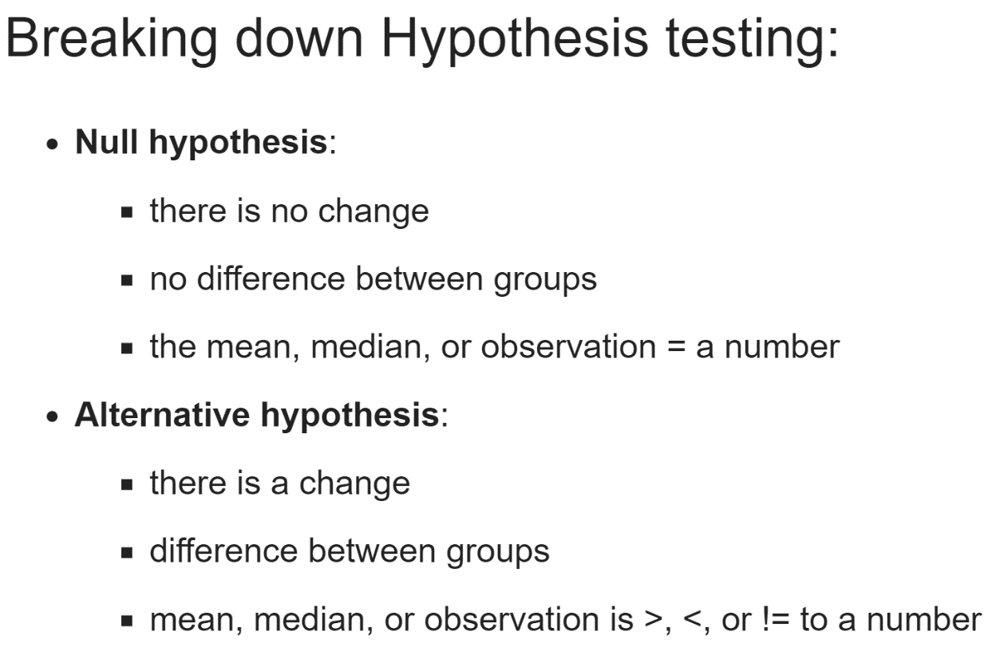 Breaking down Hypothesis testing:
• Null hypothesis:
▪ there is no change
▪ no difference between groups
▪ the mean, median, or observation = a number
• Alternative hypothesis:
▪ there is a change
▪ difference between groups
▪ mean, median, or observation is >, <, or != to a number